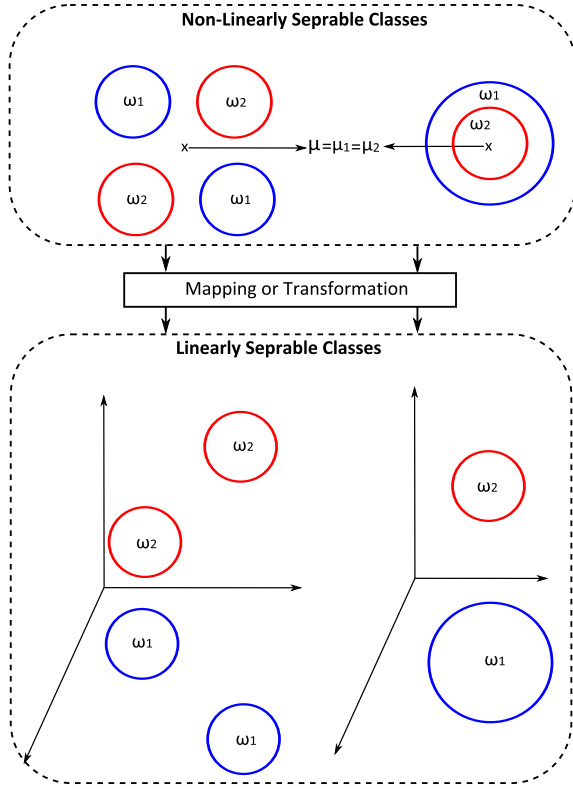 Non-Linearly Seprable Classes
ω1
ω2
ω1
ω2
x
μ=μ1=μ2
x
ω2
ω1
Mapping or Transformation
Linearly Seprable Classes
ω2
ω2
ω2
ω1
ω1
ω1